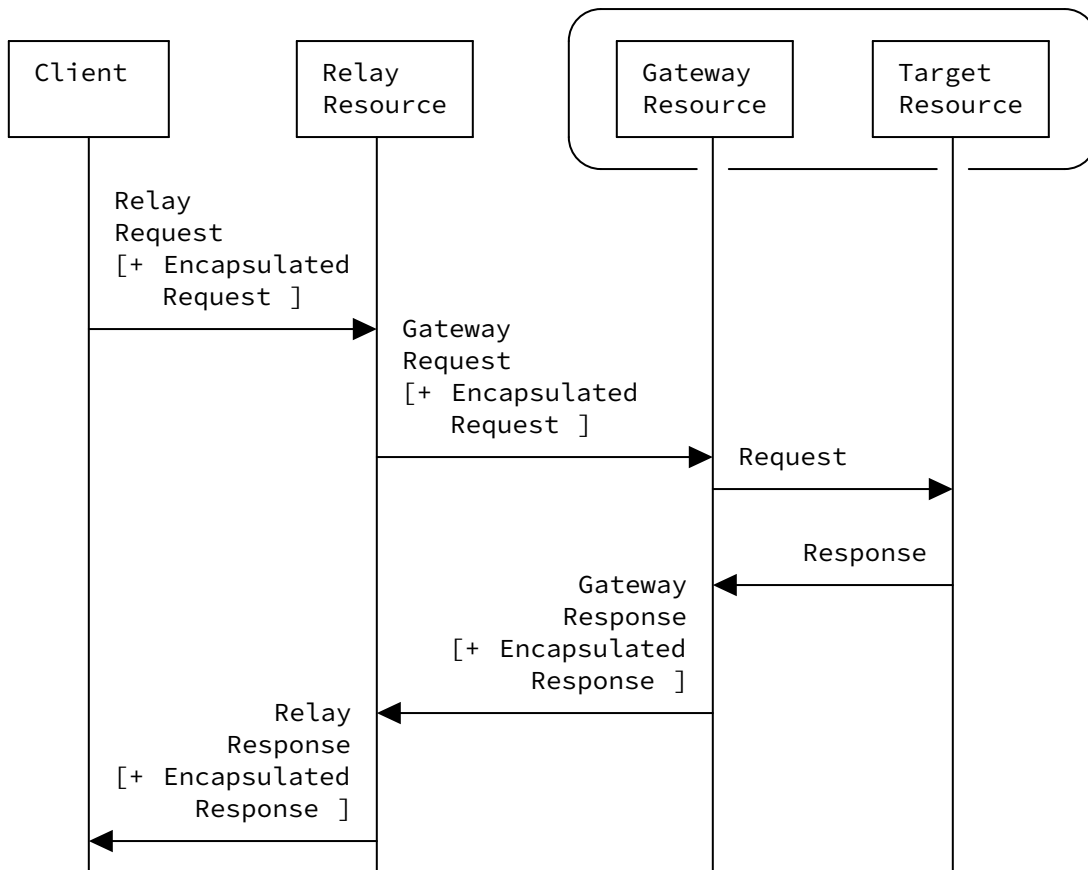 Client
Relay
Resource
Gateway
Resource
Target
Resource
Relay
Request
[+ Encapsulated
Request ]
Gateway
Request
[+ Encapsulated
Request ]
Request
Response
Gateway
Response
[+ Encapsulated
Response ]
Relay
Response
[+ Encapsulated
Response ]